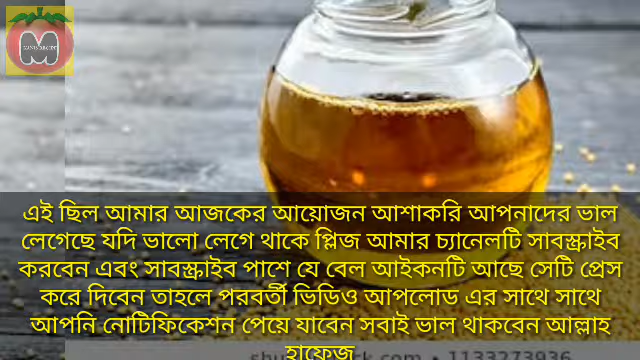 এই ছিল আমার আজকের আয়োজন আশাকরি আপনাদের ভাল
লেগেছে যদি ভালো লেগে থাকে প্লিজ আমার চ্যানেলটি সাবস্ক্রাইব
করবেন এবং সাবস্ক্রাইব পাশে যে বেল আইকনটি আছে সেটি প্রেস
করে দিবেন তাহলে পরবর্তী ভিডিও আপলোড এর সাথে সাথে
আপনি নোটিফিকেশন পেয়ে যাবেন সবাই ভাল থাকবেন আল্লাহ
হাফেজ